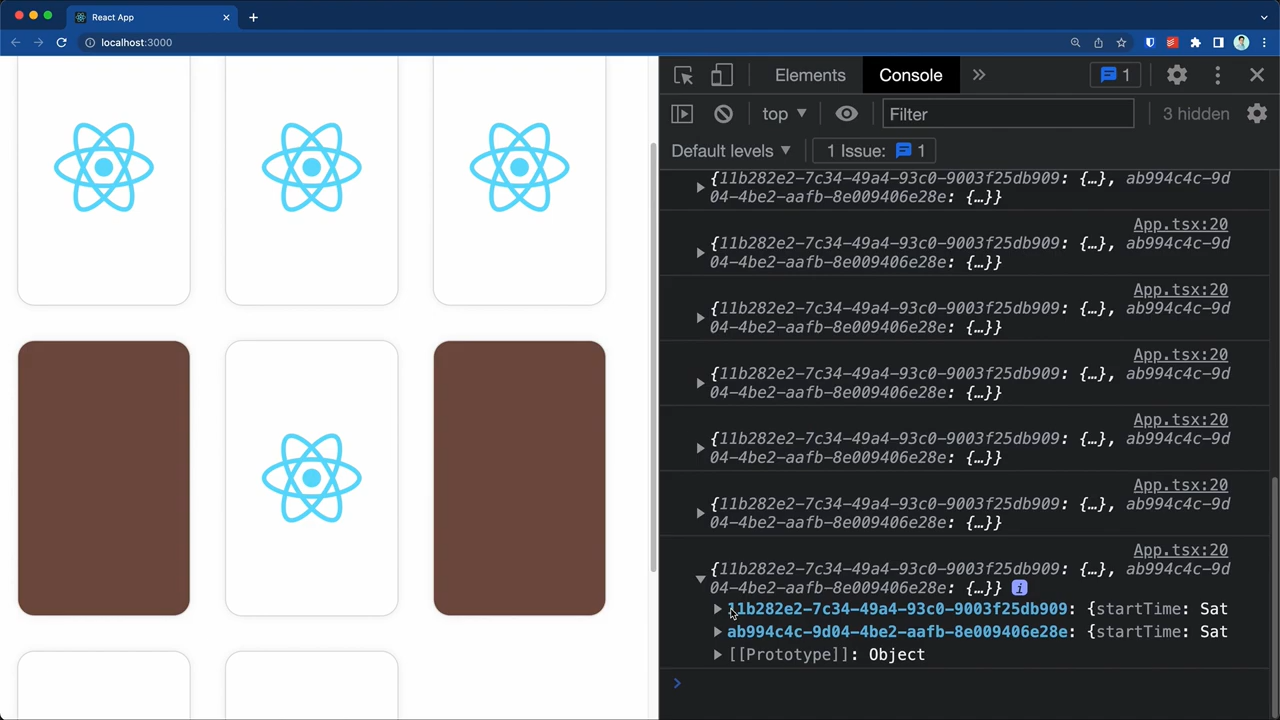 React App
localhost:3000
Elements
Console
1
top
Filter
3 hidden
Default levels
1 Issue:
1
{11b282e2-7c34-49a4-93c0-9003f25db909: {…}, ab994c4c-9d
04-4be2-aafb-8e009406e28e: {…}}
App.tsx:20
{11b282e2-7c34-49a4-93c0-9003f25db909: {…}, ab994c4c-9d
04-4be2-aafb-8e009406e28e: {…}}
App.tsx:20
{11b282e2-7c34-49a4-93c0-9003f25db909: {…}, ab994c4c-9d
04-4be2-aafb-8e009406e28e: {…}}
App.tsx:20
{11b282e2-7c34-49a4-93c0-9003f25db909: {…}, ab994c4c-9d
04-4be2-aafb-8e009406e28e: {…}}
App.tsx:20
{11b282e2-7c34-49a4-93c0-9003f25db909: {…}, ab994c4c-9d
04-4be2-aafb-8e009406e28e: {…}}
App.tsx:20
{11b282e2-7c34-49a4-93c0-9003f25db909: {…}, ab994c4c-9d
04-4be2-aafb-8e009406e28e: {…}}
App.tsx:20
{11b282e2-7c34-49a4-93c0-9003f25db909: {…}, ab994c4c-9d
04-4be2-aafb-8e009406e28e: {…}} i
11b282e2-7c34-49a4-93c0-9003f25db909: {startTime: Sat
ab994c4c-9d04-4be2-aafb-8e009406e28e: {startTime: Sat
[[Prototype]]: Object